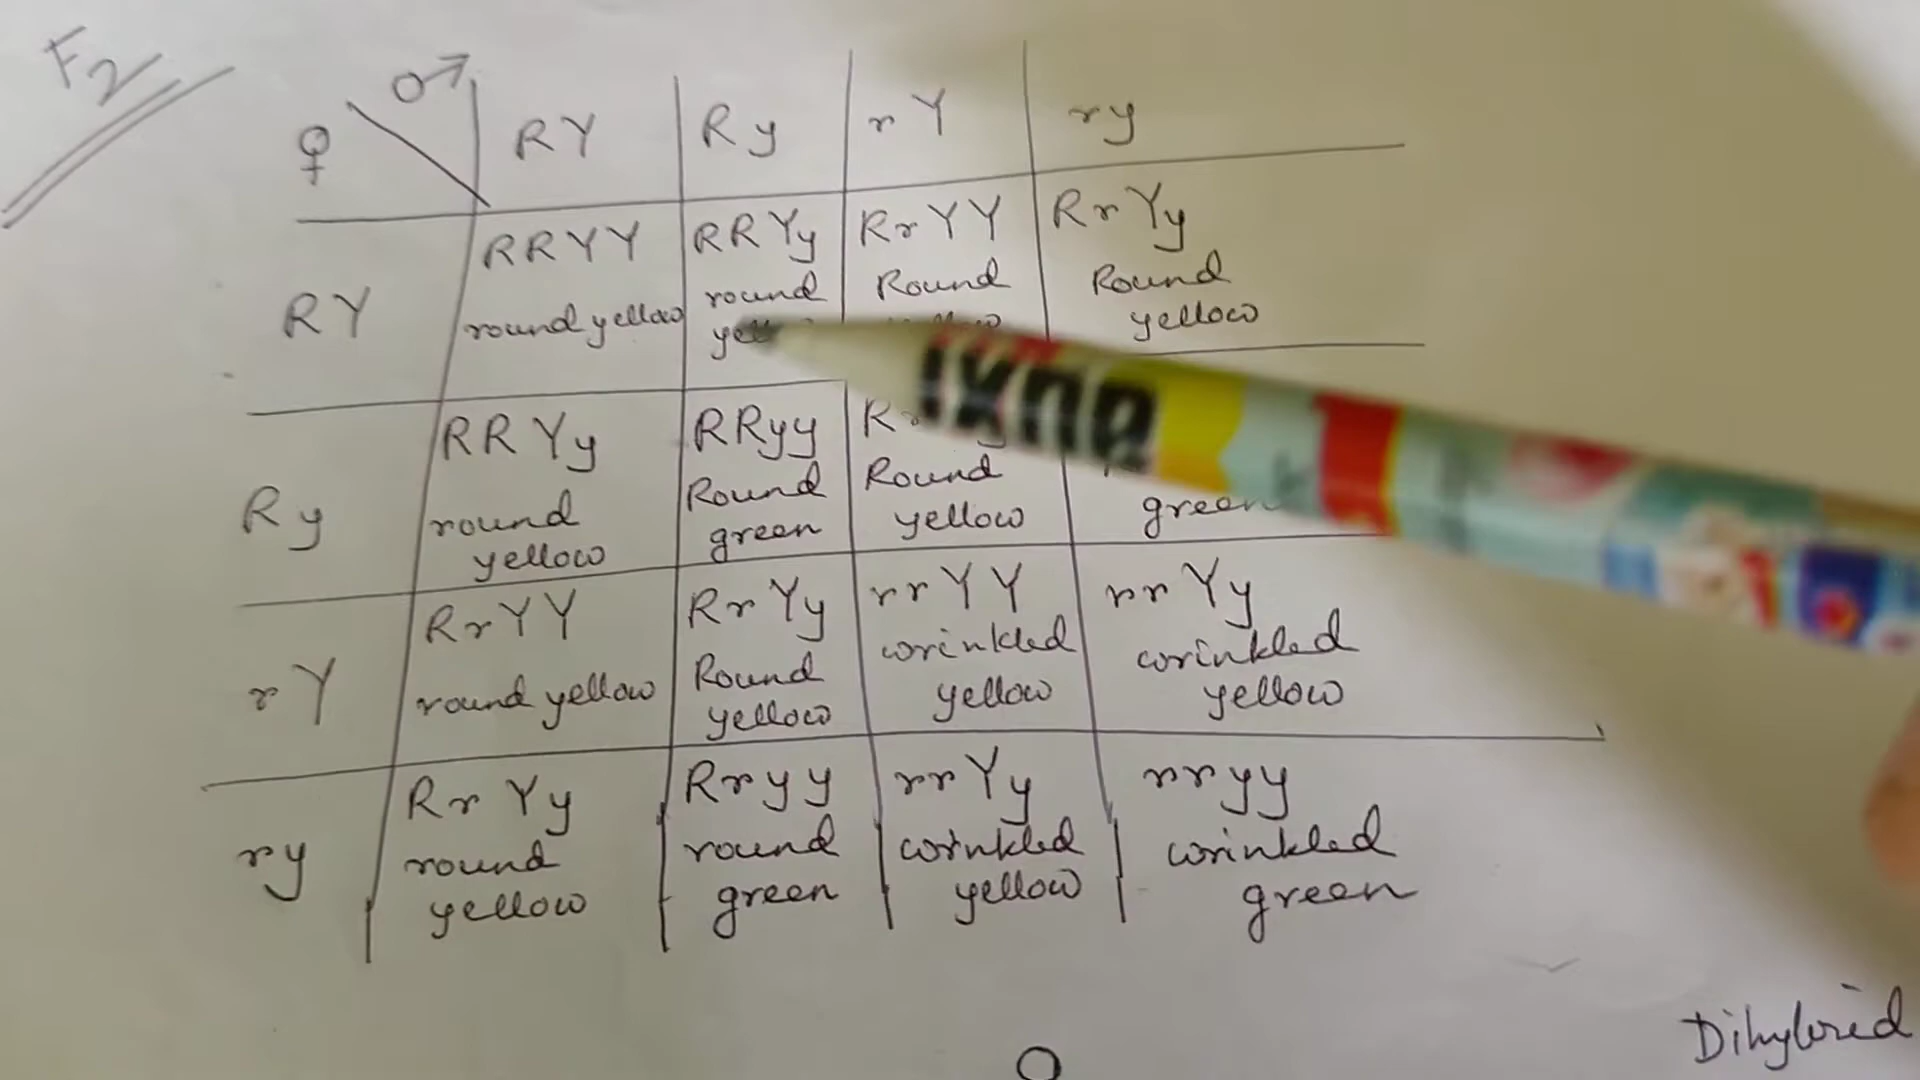 F2
♂
RY
Ry
rY
ry
♀
RRYY
RRYy
RrYY
RrYy
RY
round yellow
round
Round
yellow
Round
yellow
RRYy
RRyy
Ry
round
yellow
Round
green
Round
yellow
green
RrYY
RrYy
rrYY
rrYy
rY
round yellow
Round
yellow
wrinkled
yellow
wrinkled
yellow
RrYy
Rryy
rrYy
rryy
ry
round
yellow
round
green
wrinkled
yellow
wrinkled
green
Dihybrid